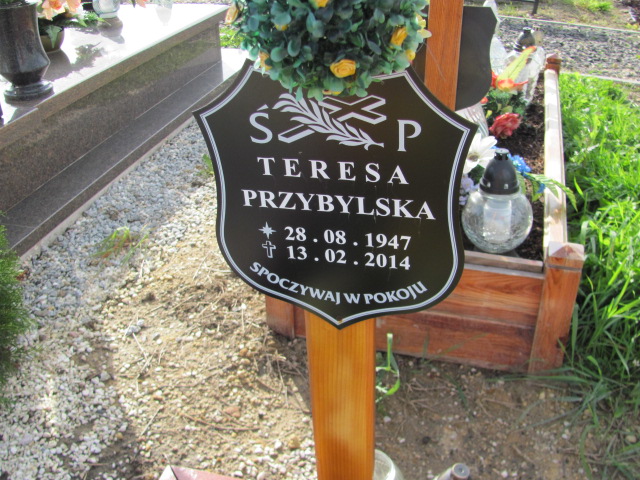 Ś P
TERESA
PRZYBYLSKA
28.08.1947
13.02.2014
SPOCZYWAJ W POKOJU